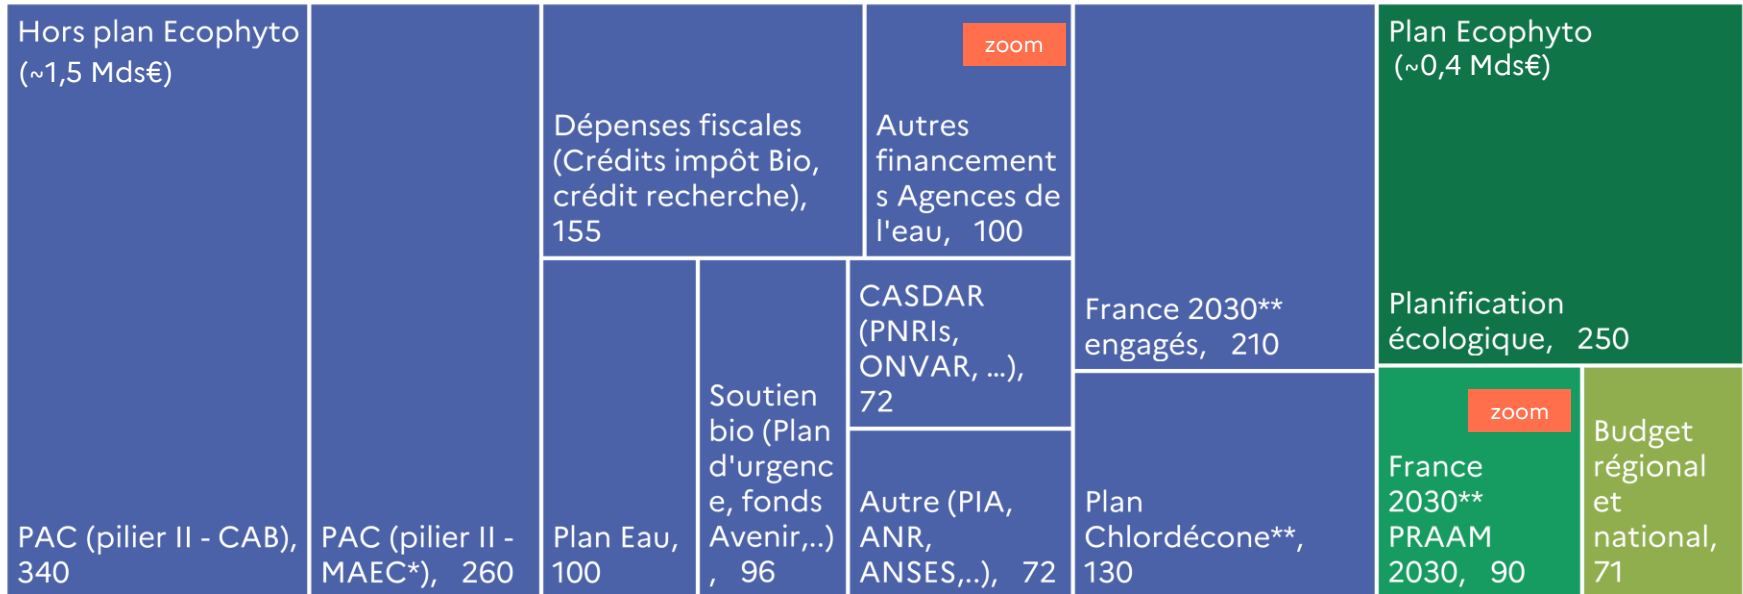 Hors plan Ecophyto
(~1,5 Mds€)
PAC (pilier II - CAB),
340
PAC (pilier II -
MAEC*), 260
Dépenses fiscales
(Crédits impôt Bio,
crédit recherche),
155
zoom
Autres
financement
s Agences de
l'eau, 100
Plan Eau,
100
Soutien
bio (Plan
d'urgenc
e, fonds
Avenir,..)
, 96
CASDAR
(PNRIs,
ONVAR, ...),
72
Autre (PIA,
ANR,
ANSES,..), 72
France 2030**
engagés, 210
Plan
Chlordécone**,
130
Plan Ecophyto
(~0,4 Mds€)
Planification
écologique, 250
zoom
France
2030**
PRAAM
2030, 90
Budget
régional
et
national,
71